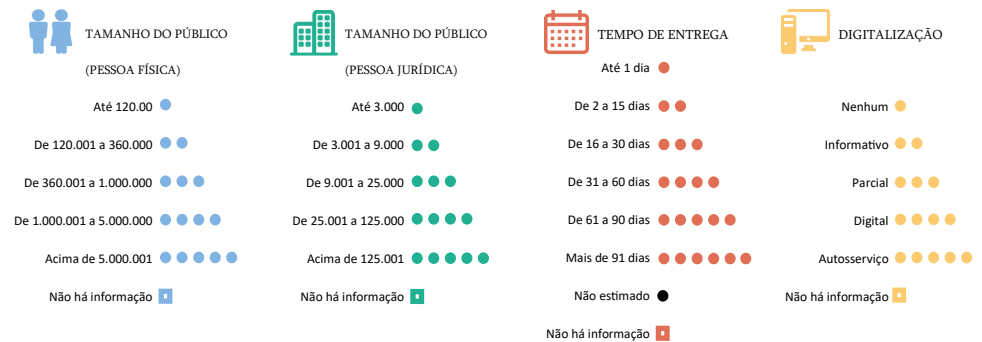 TAMANHO DO PÚBLICO
(PESSOA FÍSICA)
Até 120.00
De 120.001 a 360.000
De 360.001 a 1.000.000
De 1.000.001 a 5.000.000
Acima de 5.000.001
Não há informação
TAMANHO DO PÚBLICO
(PESSOA JURÍDICA)
Até 3.000
De 3.001 a 9.000
De 9.001 a 25.000
De 25.001 a 125.000
Acima de 125.001
Não há informação
TEMPO DE ENTREGA
Até 1 dia
De 2 a 15 dias
De 16 a 30 dias
De 31 a 60 dias
De 61 a 90 dias
Mais de 91 dias
Não estimado
Não há informação
DIGITALIZAÇÃO
Nenhum
Informativo
Parcial
Digital
Autosserviço
Não há informação